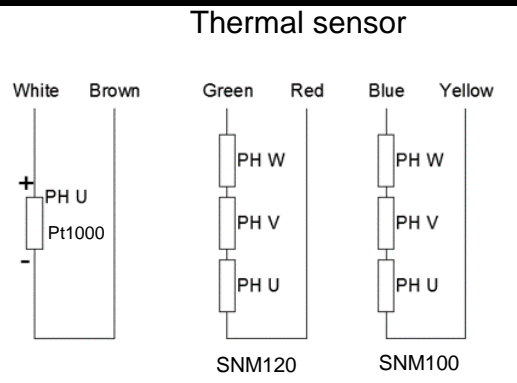 Thermal sensor
White Brown Green Red Blue Yellow
+
PH U
Pt1000
-
PH W
PH V
PH U
SNM120
PH W
PH V
PH U
SNM100